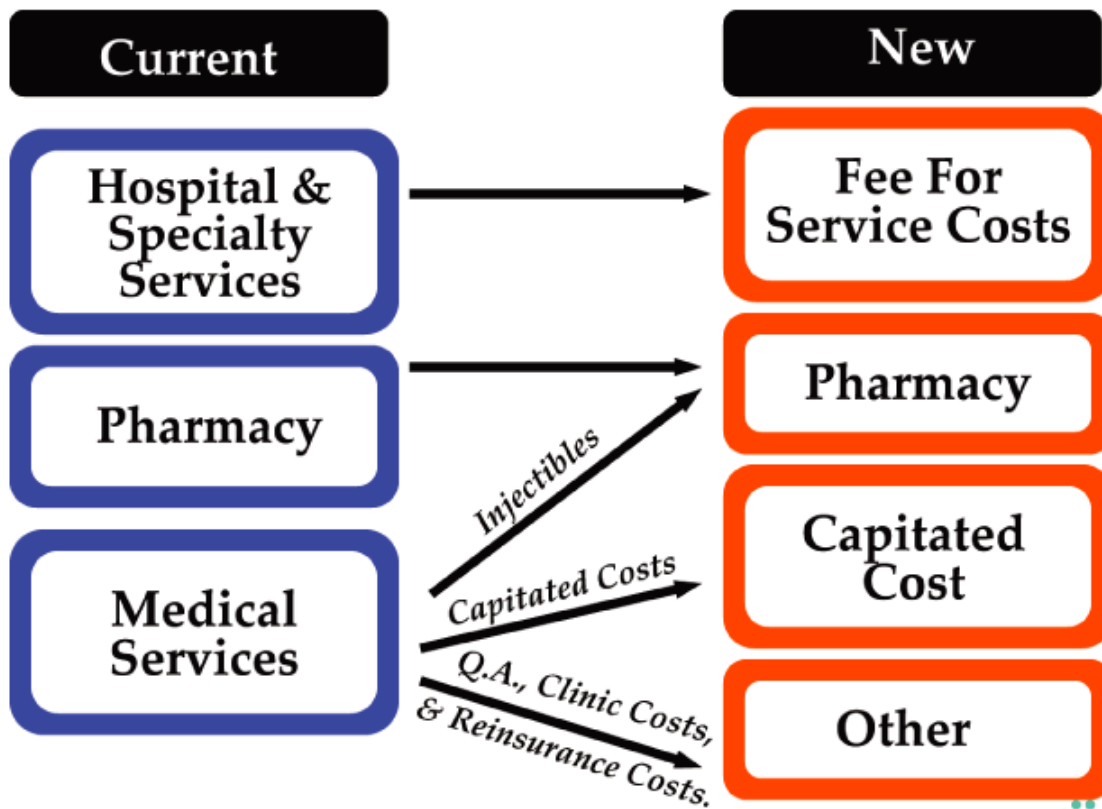 Current
New
Hospital &
Specialty
Services
Fee For
Service Costs
Pharmacy
Pharmacy
Injectibles
Medical
Services
Capitated Costs
Capitated
Cost
Q.A., Clinic Costs,
& Reinsurance Costs.
Other